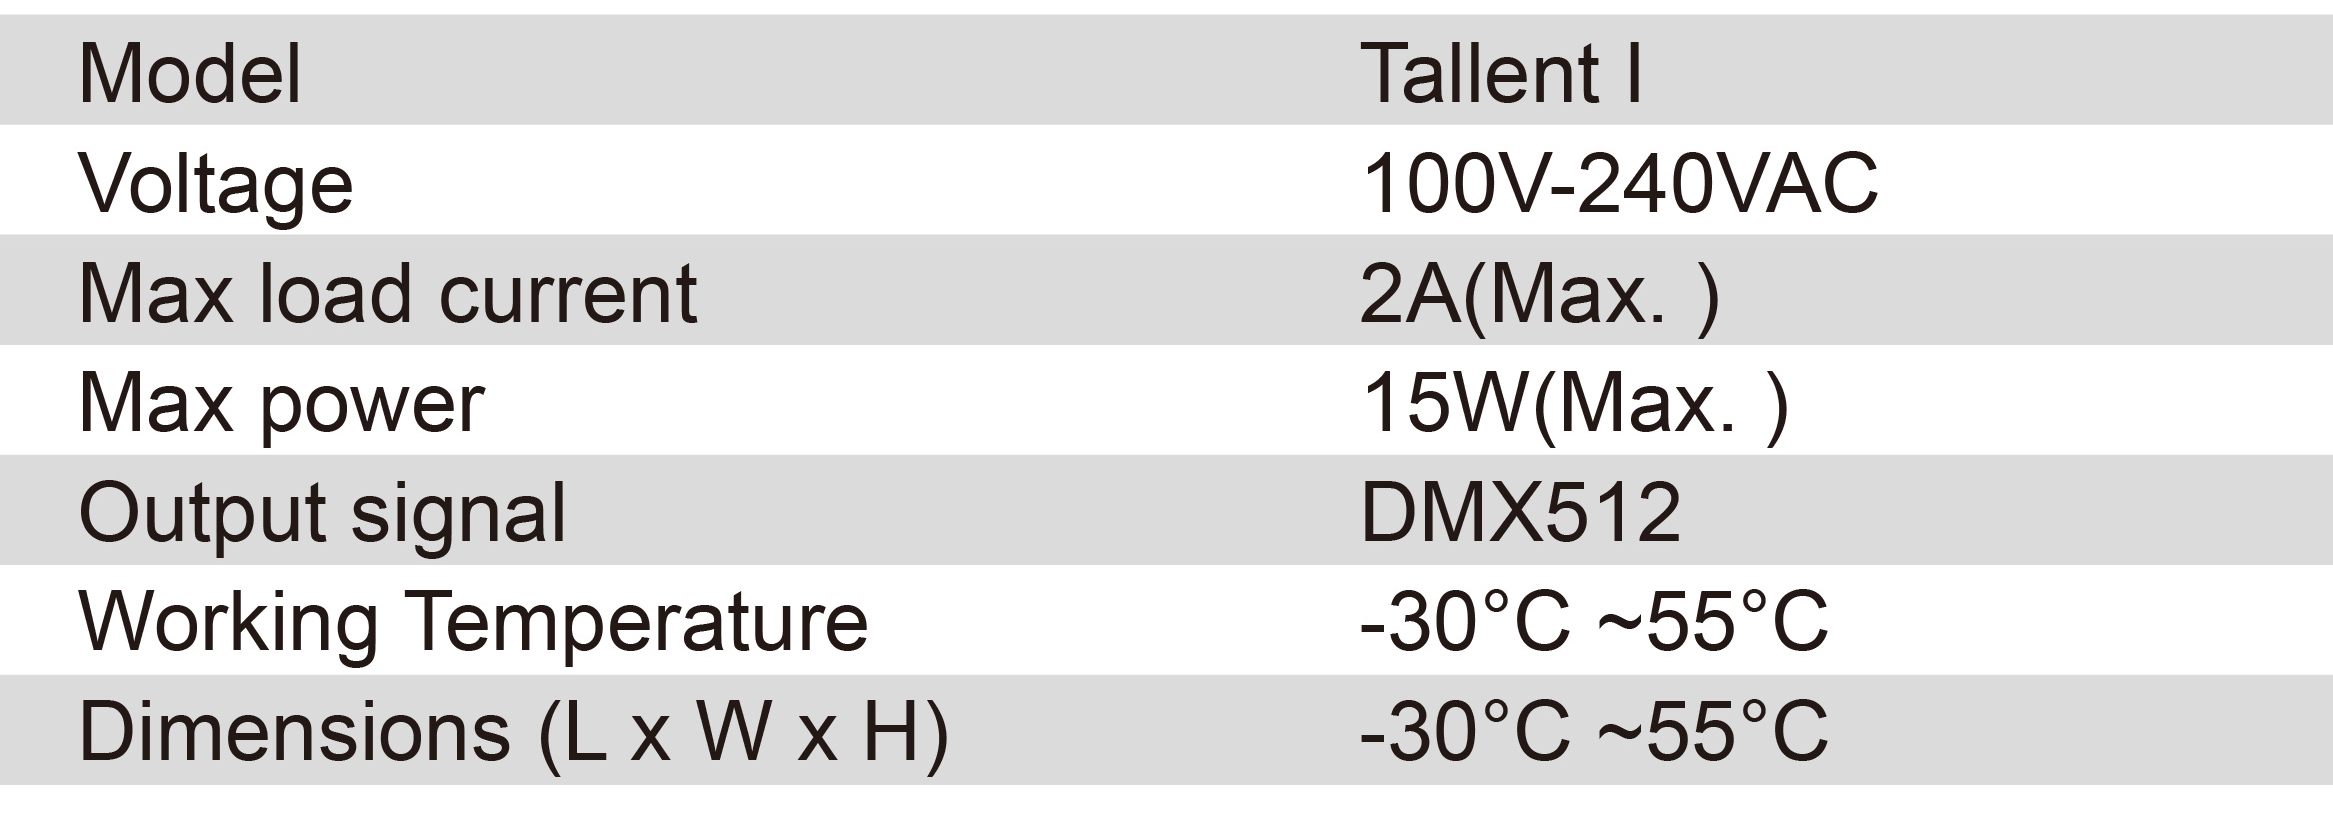 Model Tallent I
Voltage 100V-240VAC
Max load current 2A(Max. )
Max power 15W(Max. )
Output signal DMX512
Working Temperature -30°C ~55°C
Dimensions (L x W x H) -30°C ~55°C